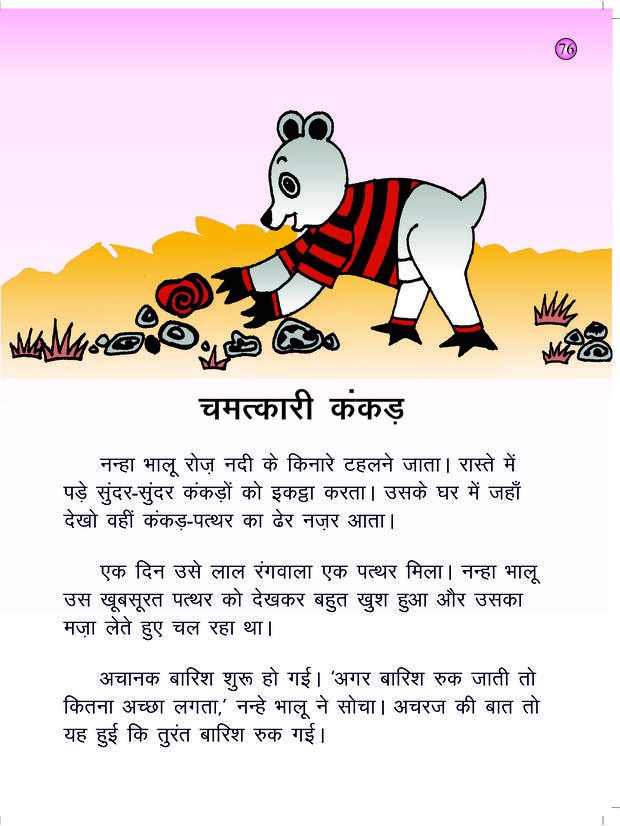 76
चमत्कारी कंकड़
नन्हा भालू रोज़ नदी के किनारे टहलने जाता। रास्ते में
पड़े सुंदर-सुंदर कंकड़ों को इकट्ठा करता। उसके घर में जहाँ
देखो वहीं कंकड़-पत्थर का ढेर नज़र आता।
एक दिन उसे लाल रंगवाला एक पत्थर मिला। नन्हा भालू
उस खूबसूरत पत्थर को देखकर बहुत खुश हुआ और उसका
मज़ा लेते हुए चल रहा था।
अचानक बारिश शुरू हो गई। 'अगर बारिश रुक जाती तो
कितना अच्छा लगता,' नन्हे भालू ने सोचा। अचरज की बात तो
यह हुई कि तुरंत बारिश रुक गई।